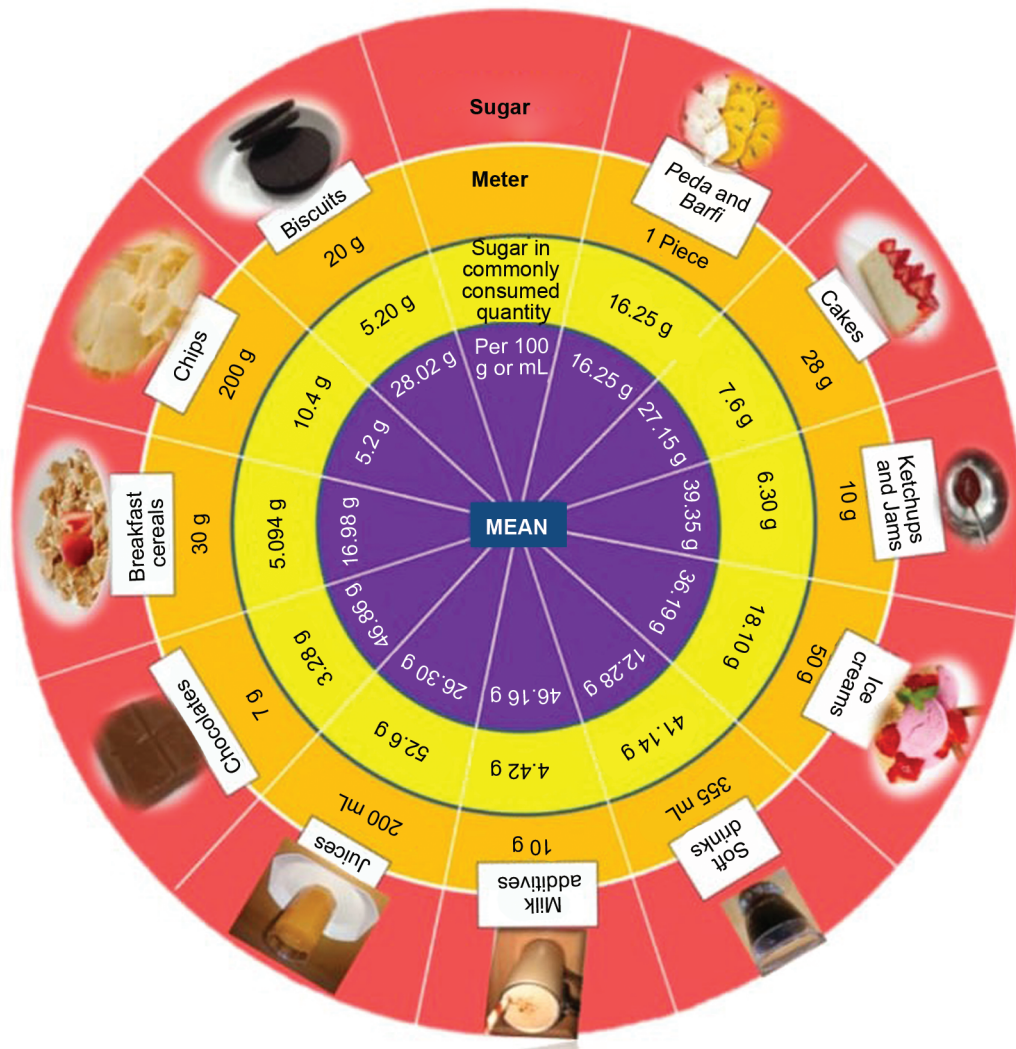 Sugar
Meter
Sugar in
commonly
consumed
quantity
Per 100
g or mL
MEAN
Peda and
Barfi
1 Piece
16.25 g
16.25 g
Cakes
28 g
7.6 g
27.15 g
Ketchups
and Jams
10 g
6.30 g
39.35 g
Ice
creams
50 g
18.10 g
36.19 g
Soft
drinks
355 mL
41.14 g
12.28 g
Milk
additives
10 g
4.42 g
46.16 g
Juices
200 mL
52.6 g
26.30 g
Chocolates
7 g
3.28 g
46.86 g
Breakfast
cereals
30 g
5.094 g
16.98 g
Chips
200 g
10.4 g
5.2 g
Biscuits
20 g
5.20 g
28.02 g